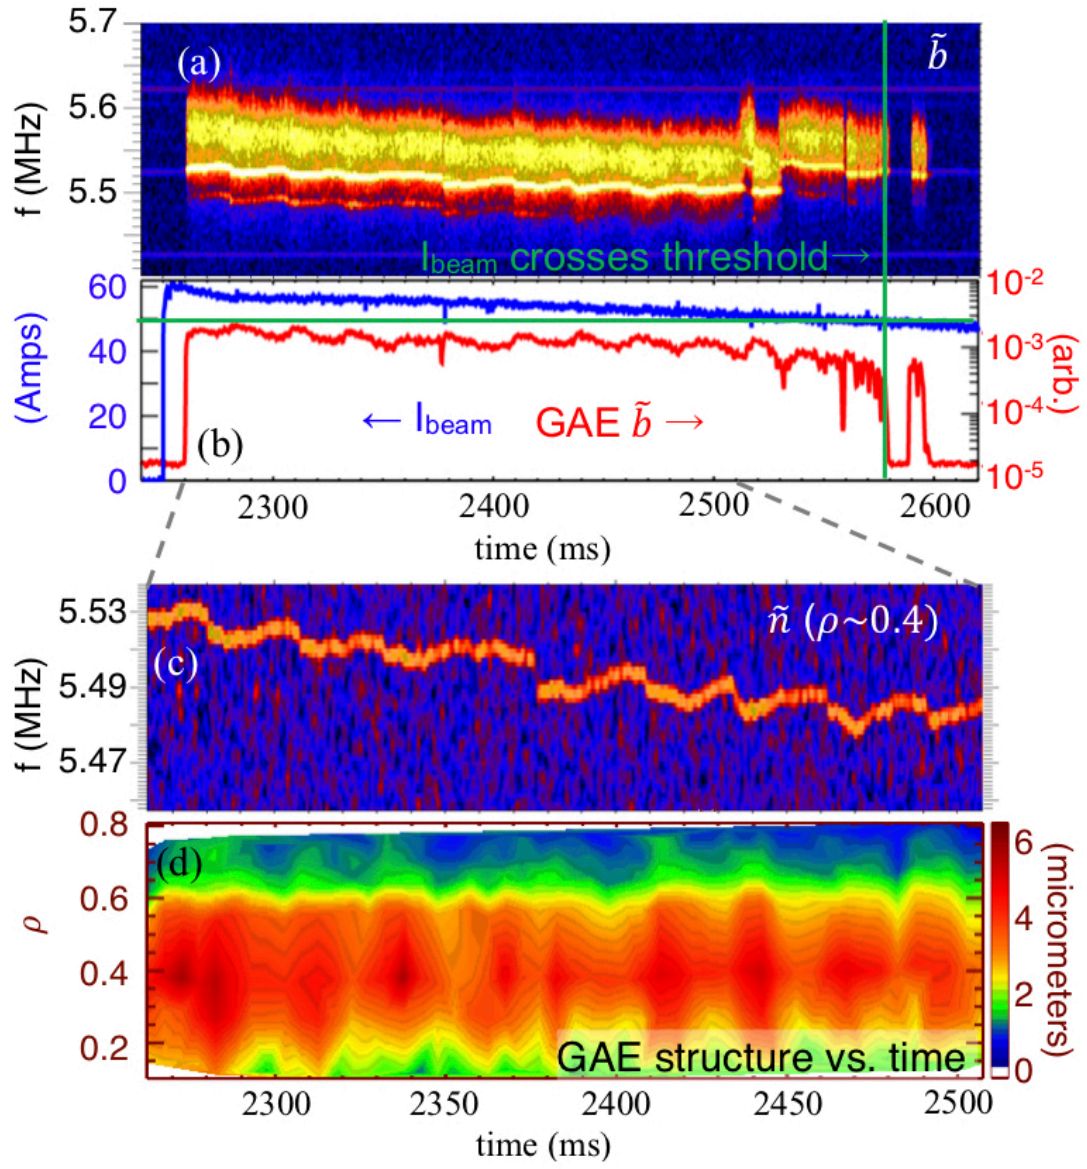 5.7
5.6
5.5
f (MHz)
(a)
b̃
I_beam crosses threshold→
60
40
20
0
(Amps)
10⁻²
10⁻³
10⁻⁴
10⁻⁵
(arb.)
← I_beam
GAE b̃ →
(b)
2300 2400 2500 2600
time (ms)
5.53
5.49
5.47
f (MHz)
(c)
ñ (ρ~0.4)
0.8
0.6
0.4
0.2
ρ
(d)
GAE structure vs. time
6
4
2
0
(micrometers)
2300 2350 2400 2450 2500
time (ms)